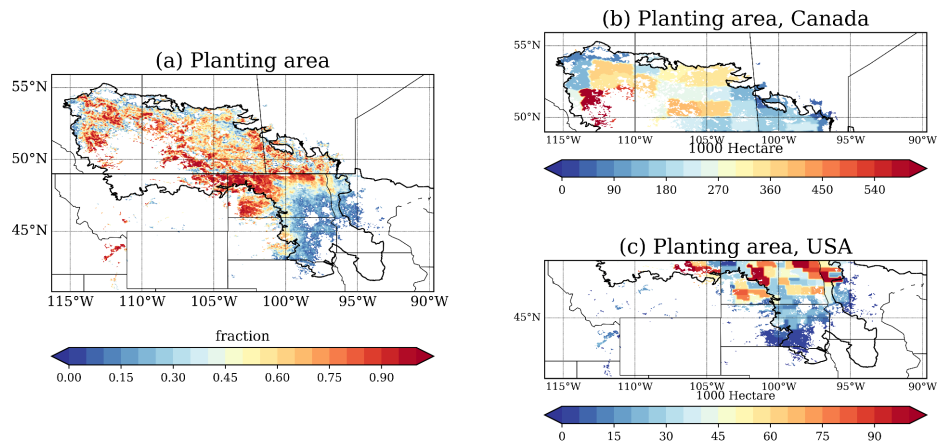 (a) Planting area
55°N
50°N
45°N
115°W 110°W 105°W 100°W 95°W 90°W
fraction
0.00 0.15 0.30 0.45 0.60 0.75 0.90
(b) Planting area, Canada
55°N
50°N
115°W 110°W 105°W 100°W 95°W 90°W
1000 Hectare
0 90 180 270 360 450 540
(c) Planting area, USA
45°N
115°W 110°W 105°W 100°W 95°W 90°W
1000 Hectare
0 15 30 45 60 75 90